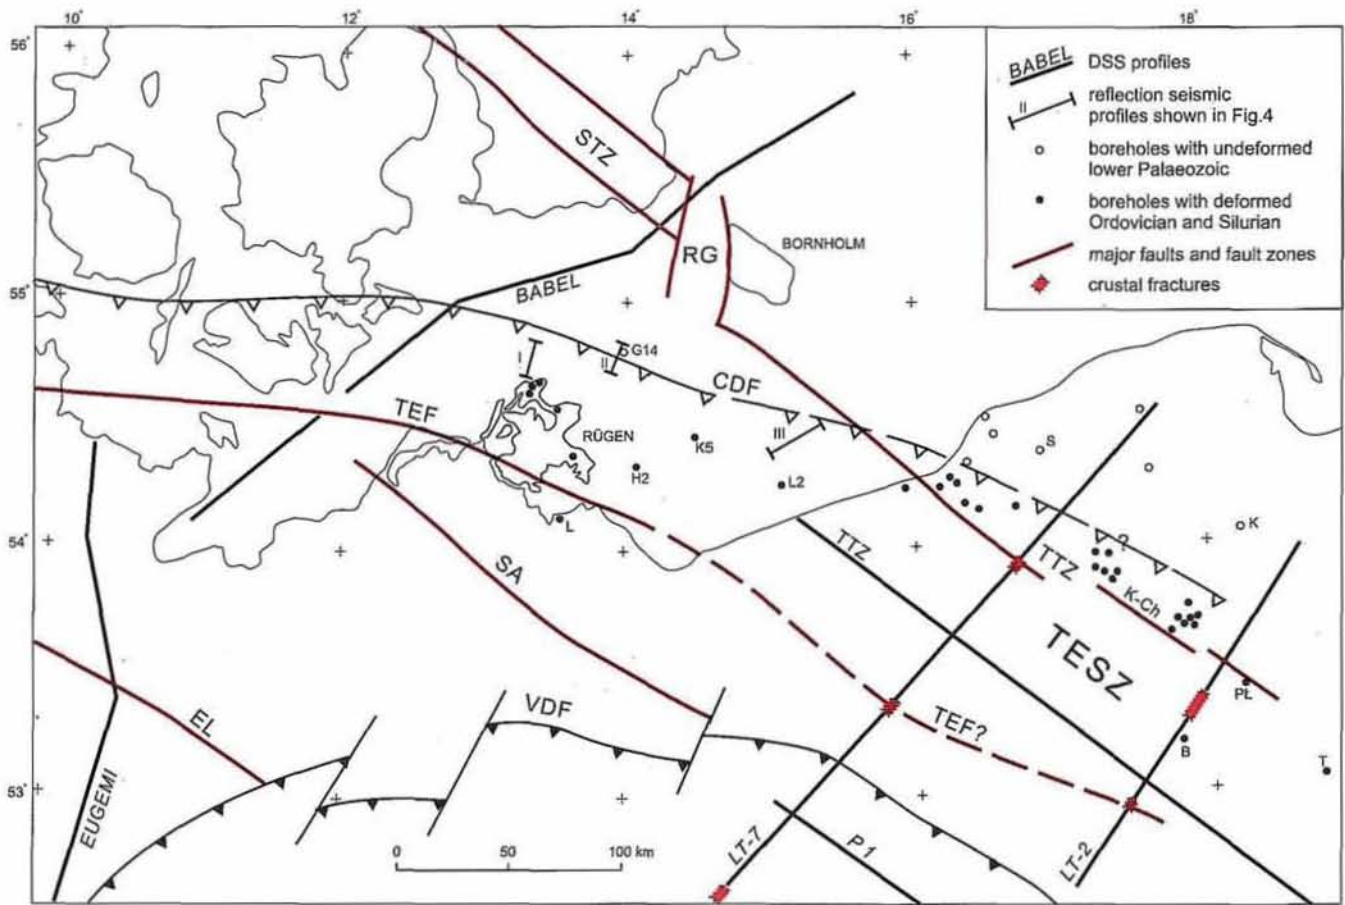 10°
12°
14°
16°
18°
56°
55°
54°
53°
BABEL
DSS profiles
II
reflection seismic
profiles shown in Fig.4
boreholes with undeformed
lower Palaeozoic
boreholes with deformed
Ordovician and Silurian
major faults and fault zones
crustal fractures
STZ
RG
BORNHOLM
BABEL
I
II
G14
CDF
TEF
RÜGEN
K5
III
S
H2
L2
L
K
TTZ
?
TTZ
K-Ch
SA
TESZ
PŁ
EL
VDF
TEF?
B
T
EUGEMI
LT-7
P1
LT-2
0
50
100 km